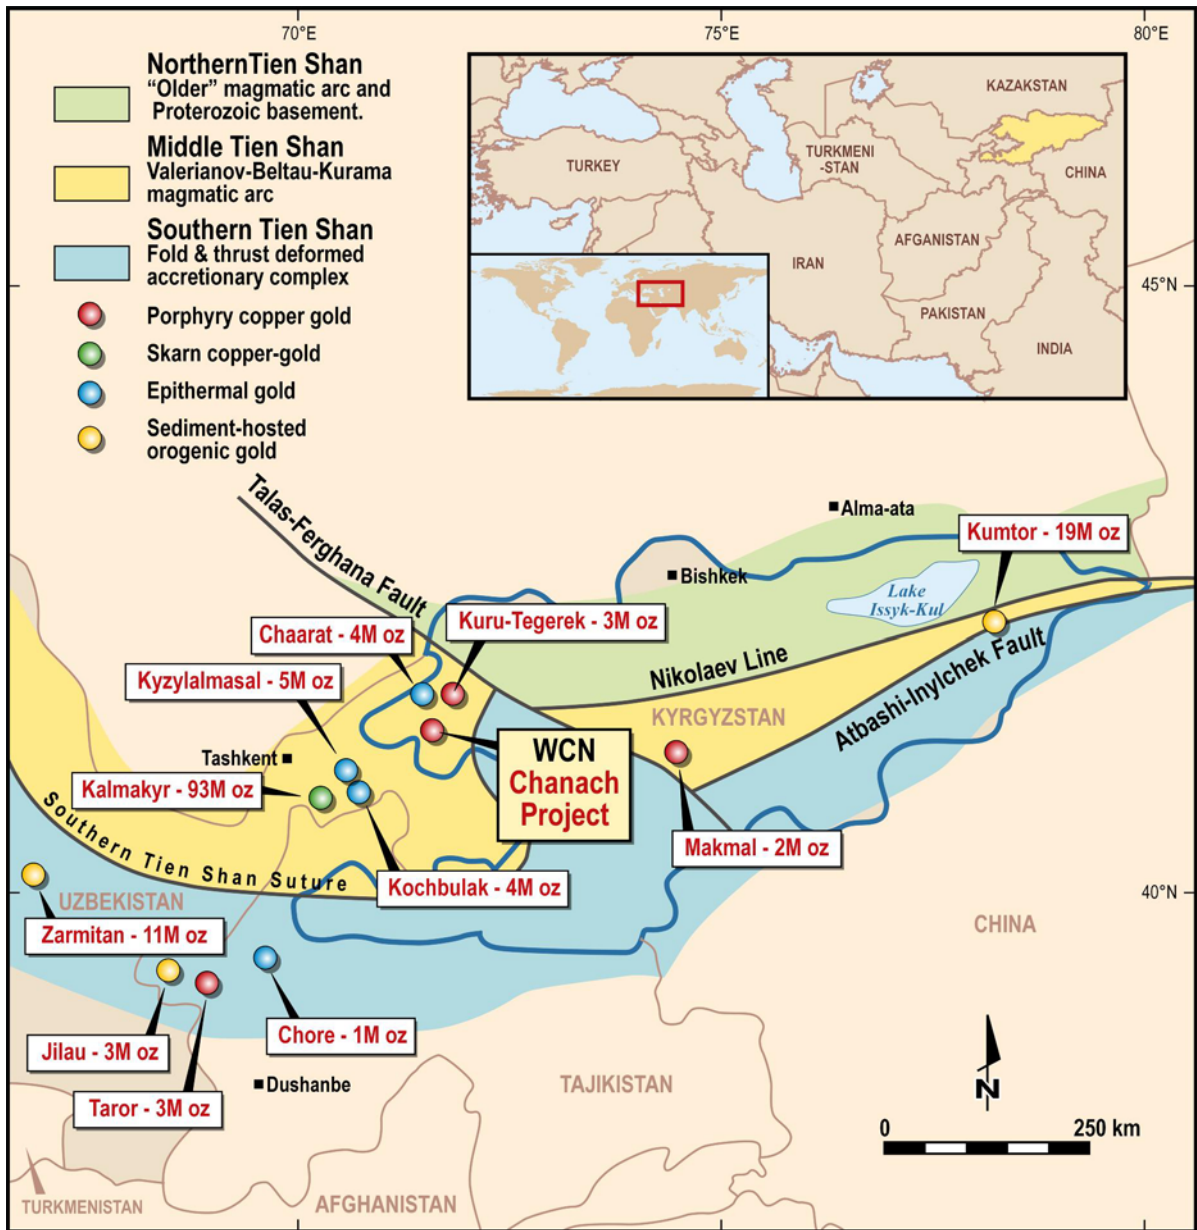 70°E
75°E
80°E
NorthernTien Shan
“Older” magmatic arc and
Proterozoic basement.
Middle Tien Shan
Valerianov-Beltau-Kurama
magmatic arc
Southern Tien Shan
Fold & thrust deformed
accretionary complex
Porphyry copper gold
Skarn copper-gold
Epithermal gold
Sediment-hosted
orogenic gold
KAZAKSTAN
TURKEY
TURKMENI
-STAN
CHINA
AFGANISTAN
IRAN
PAKISTAN
INDIA
45°N
Talas-Ferghana Fault
Alma-ata
Kumtor - 19M oz
Bishkek
Lake
Issyk-Kul
Chaarat - 4M oz
Kuru-Tegerek - 3M oz
Nikolaev Line
Kyzylalmasal - 5M oz
KYRGYZSTAN
Atbashi-Inylchek Fault
Tashkent
WCN
Chanach
Project
Kalmakyr - 93M oz
Southern Tien Shan Suture
Makmal - 2M oz
Kochbulak - 4M oz
40°N
UZBEKISTAN
Zarmitan - 11M oz
CHINA
Jilau - 3M oz
Chore - 1M oz
Dushanbe
TAJIKISTAN
Taror - 3M oz
N
0
250 km
TURKMENISTAN
AFGHANISTAN